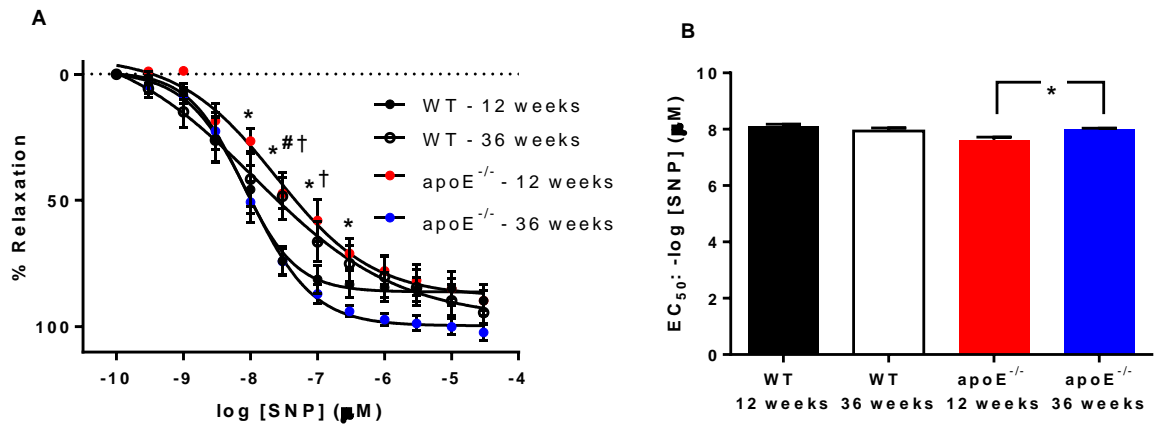 A
0
50
100
% Relaxation
-10 -9 -8 -7 -6 -5 -4
log [SNP] (μM)
*
*#†
*†
*
WT - 12 weeks
WT - 36 weeks
apoE-/- - 12 weeks
apoE-/- - 36 weeks
B
10
8
6
4
2
0
EC50: -log [SNP] (μM)
*
WT WT apoE-/- apoE-/-
12 weeks 36 weeks 12 weeks 36 weeks